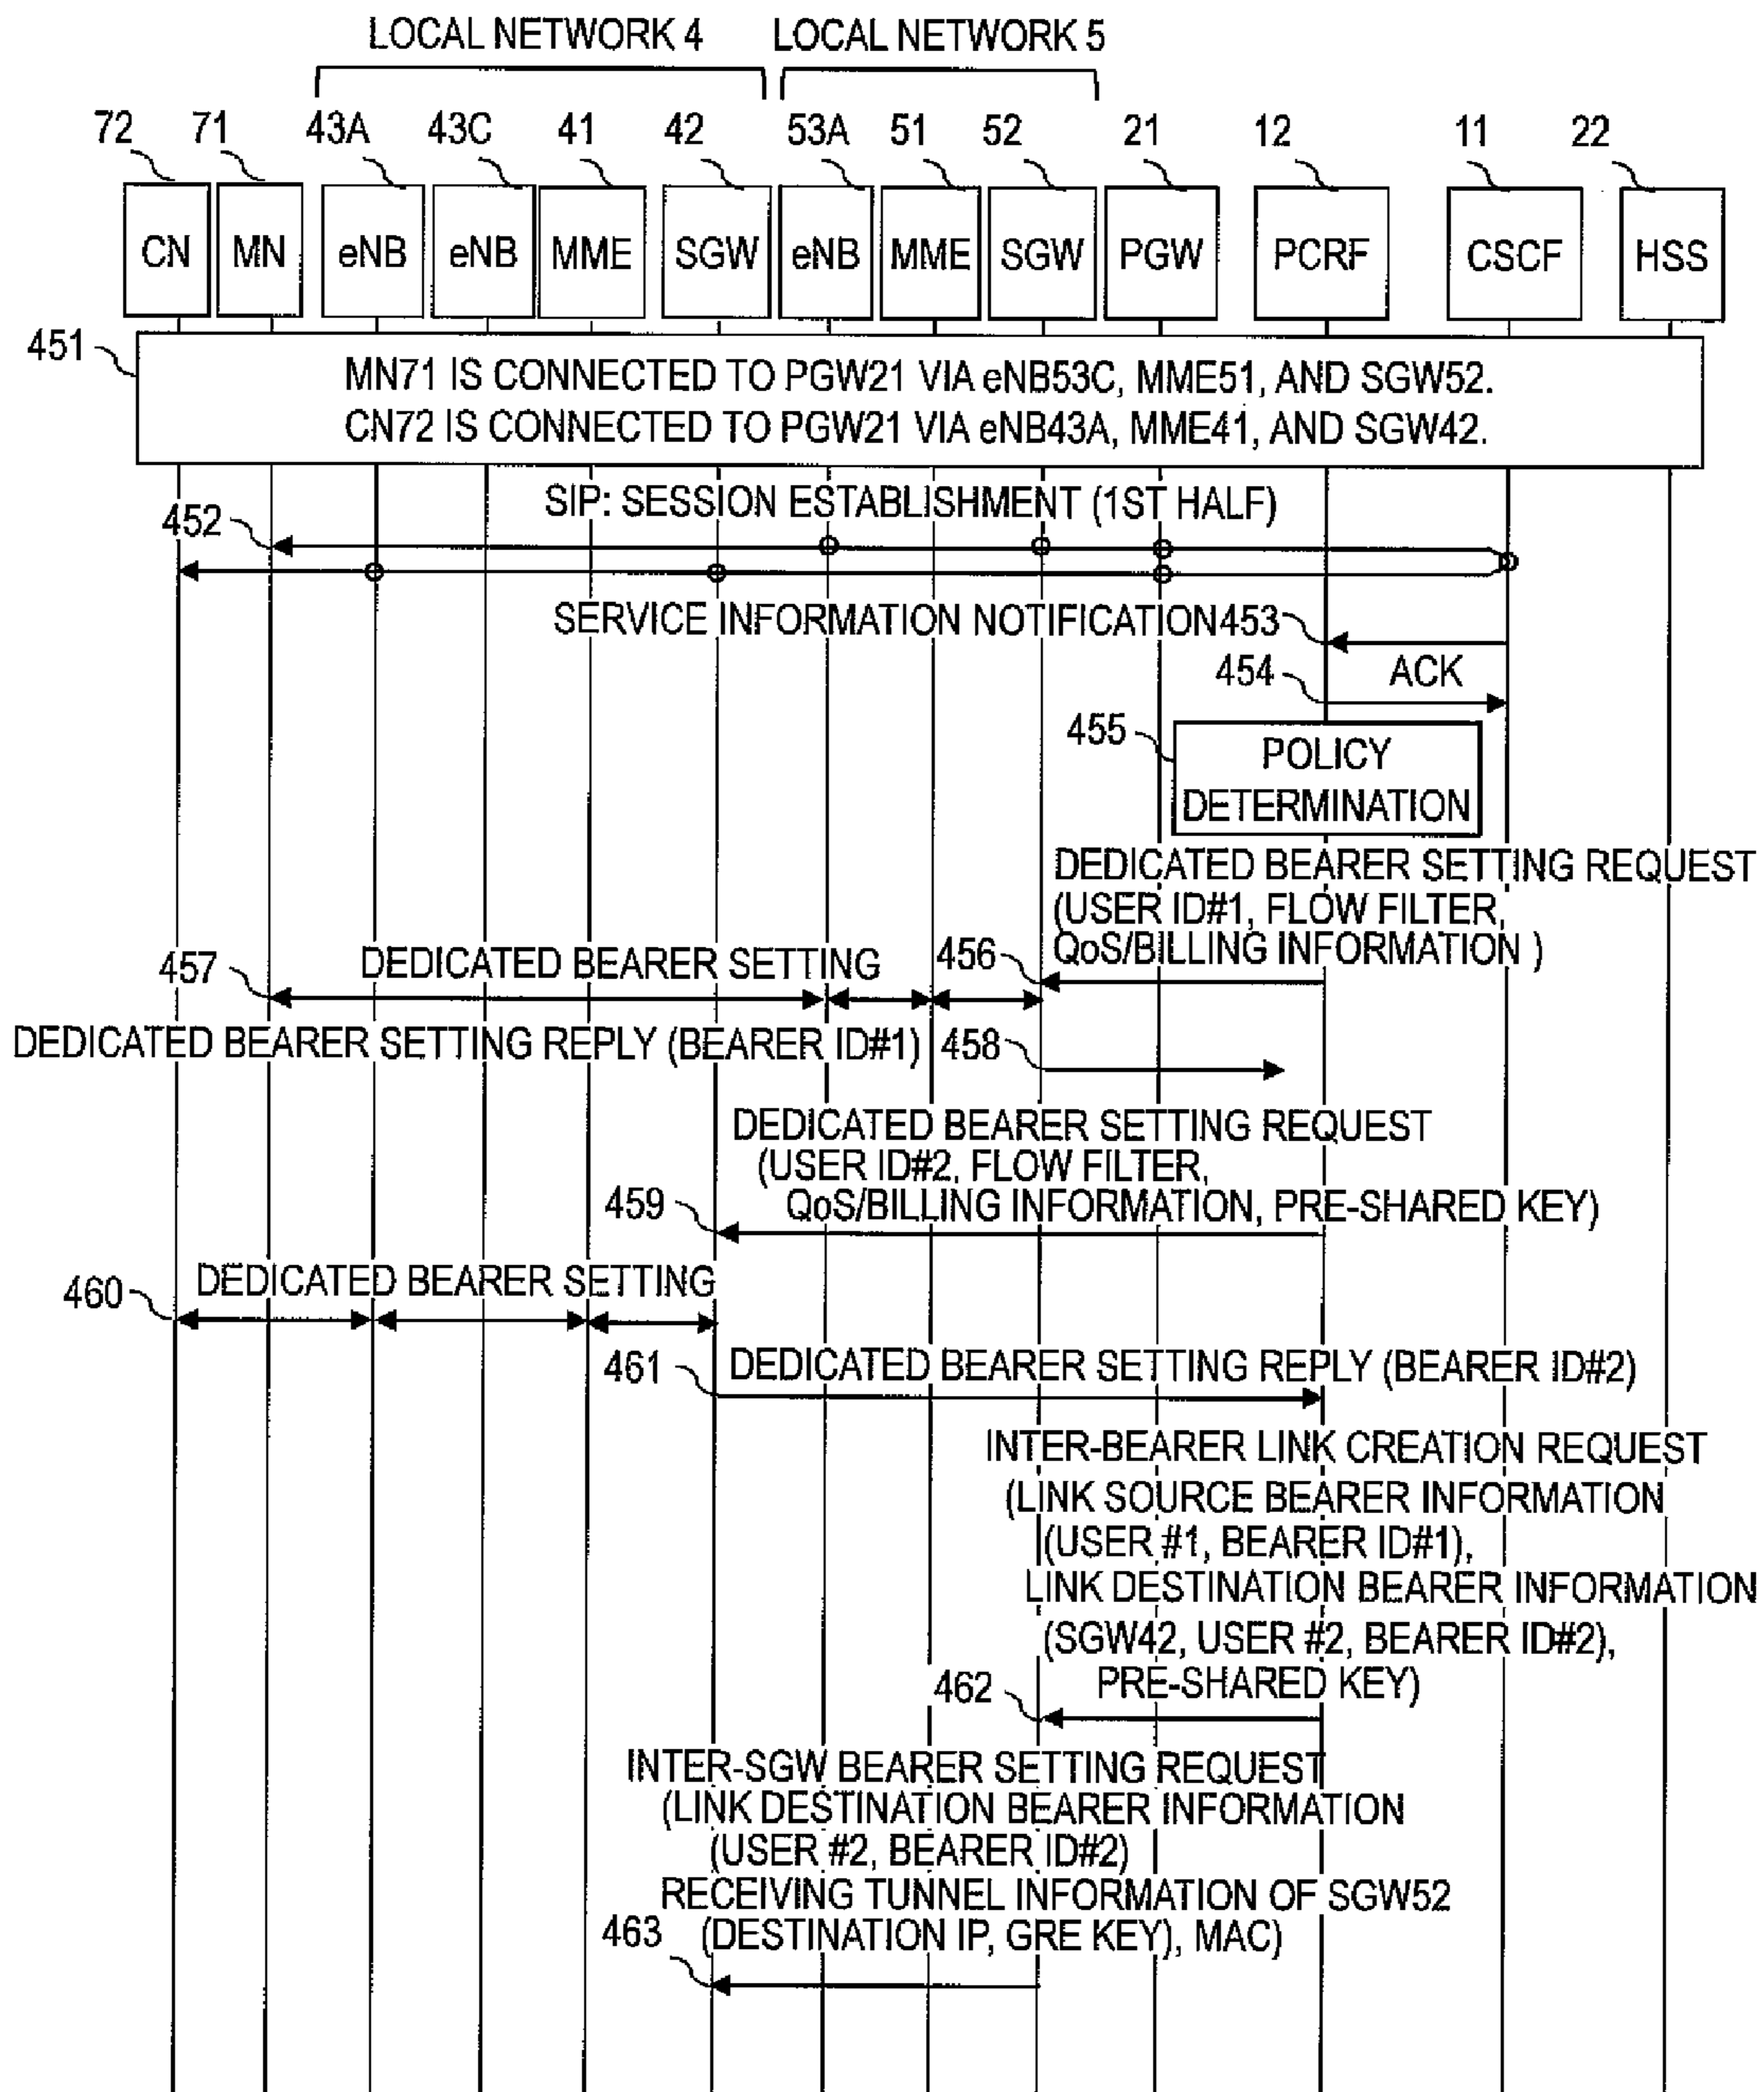 LOCAL NETWORK 4 LOCAL NETWORK 5
72 71 43A 43C 41 42 53A 51 52 21 12 11 22
CN MN eNB eNB MME SGW eNB MME SGW PGW PCRF CSCF HSS
451
MN71 IS CONNECTED TO PGW21 VIA eNB53C, MME51, AND SGW52.
CN72 IS CONNECTED TO PGW21 VIA eNB43A, MME41, AND SGW42.
SIP: SESSION ESTABLISHMENT (1ST HALF)
452
SERVICE INFORMATION NOTIFICATION 453
454 ACK
455
POLICY
DETERMINATION
DEDICATED BEARER SETTING REQUEST
(USER ID#1, FLOW FILTER,
QoS/BILLING INFORMATION )
457 DEDICATED BEARER SETTING 456
DEDICATED BEARER SETTING REPLY (BEARER ID#1) 458
DEDICATED BEARER SETTING REQUEST
(USER ID#2, FLOW FILTER,
459 QoS/BILLING INFORMATION, PRE-SHARED KEY)
460 DEDICATED BEARER SETTING
461 DEDICATED BEARER SETTING REPLY (BEARER ID#2)
INTER-BEARER LINK CREATION REQUEST
(LINK SOURCE BEARER INFORMATION
(USER #1, BEARER ID#1),
LINK DESTINATION BEARER INFORMATION
(SGW42, USER #2, BEARER ID#2),
462 PRE-SHARED KEY)
INTER-SGW BEARER SETTING REQUEST
(LINK DESTINATION BEARER INFORMATION
(USER #2, BEARER ID#2)
RECEIVING TUNNEL INFORMATION OF SGW52
463 (DESTINATION IP, GRE KEY), MAC)